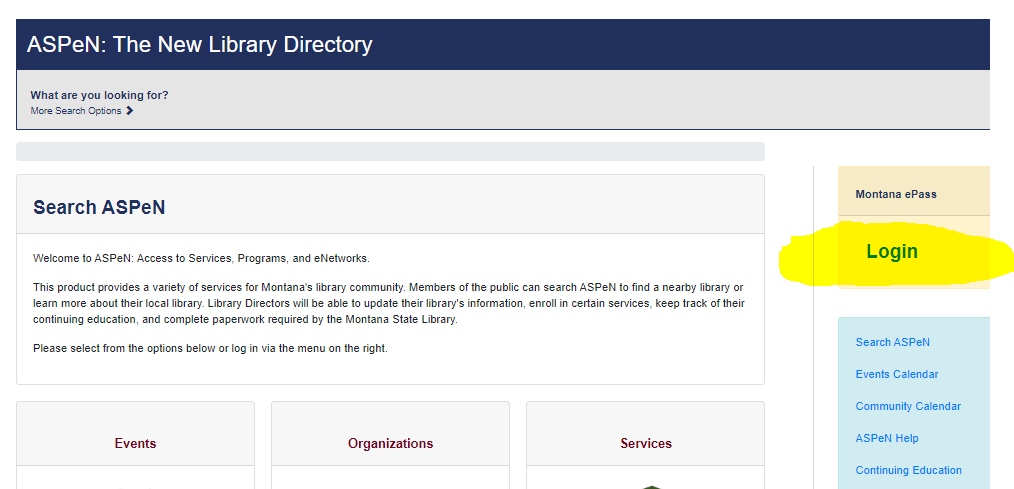 ASPeN: The New Library Directory
What are you looking for?
More Search Options
Search ASPeN
Welcome to ASPeN: Access to Services, Programs, and eNetworks.
This product provides a variety of services for Montana's library community. Members of the public can search ASPeN to find a nearby library or
learn more about their local library. Library Directors will be able to update their library's information, enroll in certain services, keep track of their
continuing education, and complete paperwork required by the Montana State Library.
Please select from the options below or log in via the menu on the right.
Events
Organizations
Services
Montana ePass
Login
Search ASPeN
Events Calendar
Community Calendar
ASPeN Help
Continuing Education